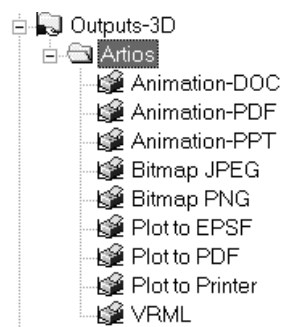 Outputs-3D
Artios
Animation-DOC
Animation-PDF
Animation-PPT
Bitmap JPEG
Bitmap PNG
Plot to EPSF
Plot to PDF
Plot to Printer
VRML